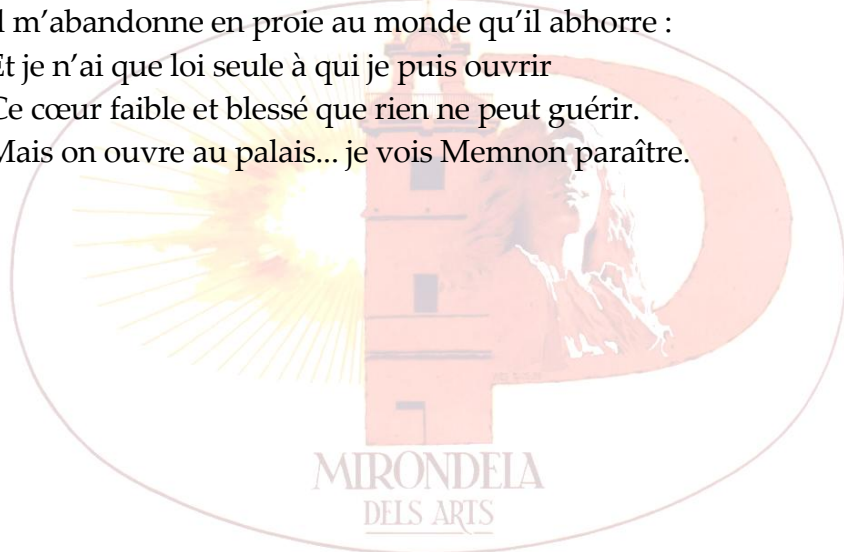 l m’abandonne en proie au monde qu’il abhorre :
Et je n’ai que loi seule à qui je puis ouvrir
Ce cœur faible et blessé que rien ne peut guérir.
Mais on ouvre au palais... je vois Memnon paraître.
MIRONDELA
DELS ARTS